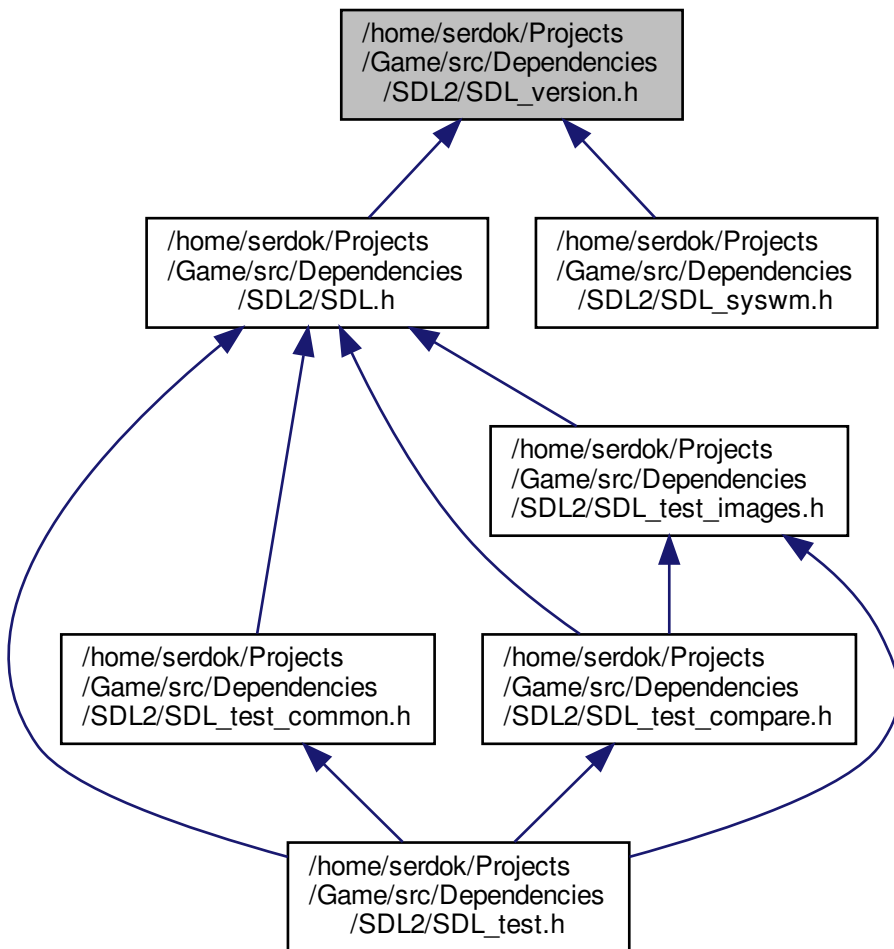 /home/serdok/Projects
/Game/src/Dependencies
/SDL2/SDL_version.h
/home/serdok/Projects
/Game/src/Dependencies
/SDL2/SDL.h
/home/serdok/Projects
/Game/src/Dependencies
/SDL2/SDL_syswm.h
/home/serdok/Projects
/Game/src/Dependencies
/SDL2/SDL_test_images.h
/home/serdok/Projects
/Game/src/Dependencies
/SDL2/SDL_test_common.h
/home/serdok/Projects
/Game/src/Dependencies
/SDL2/SDL_test_compare.h
/home/serdok/Projects
/Game/src/Dependencies
/SDL2/SDL_test.h